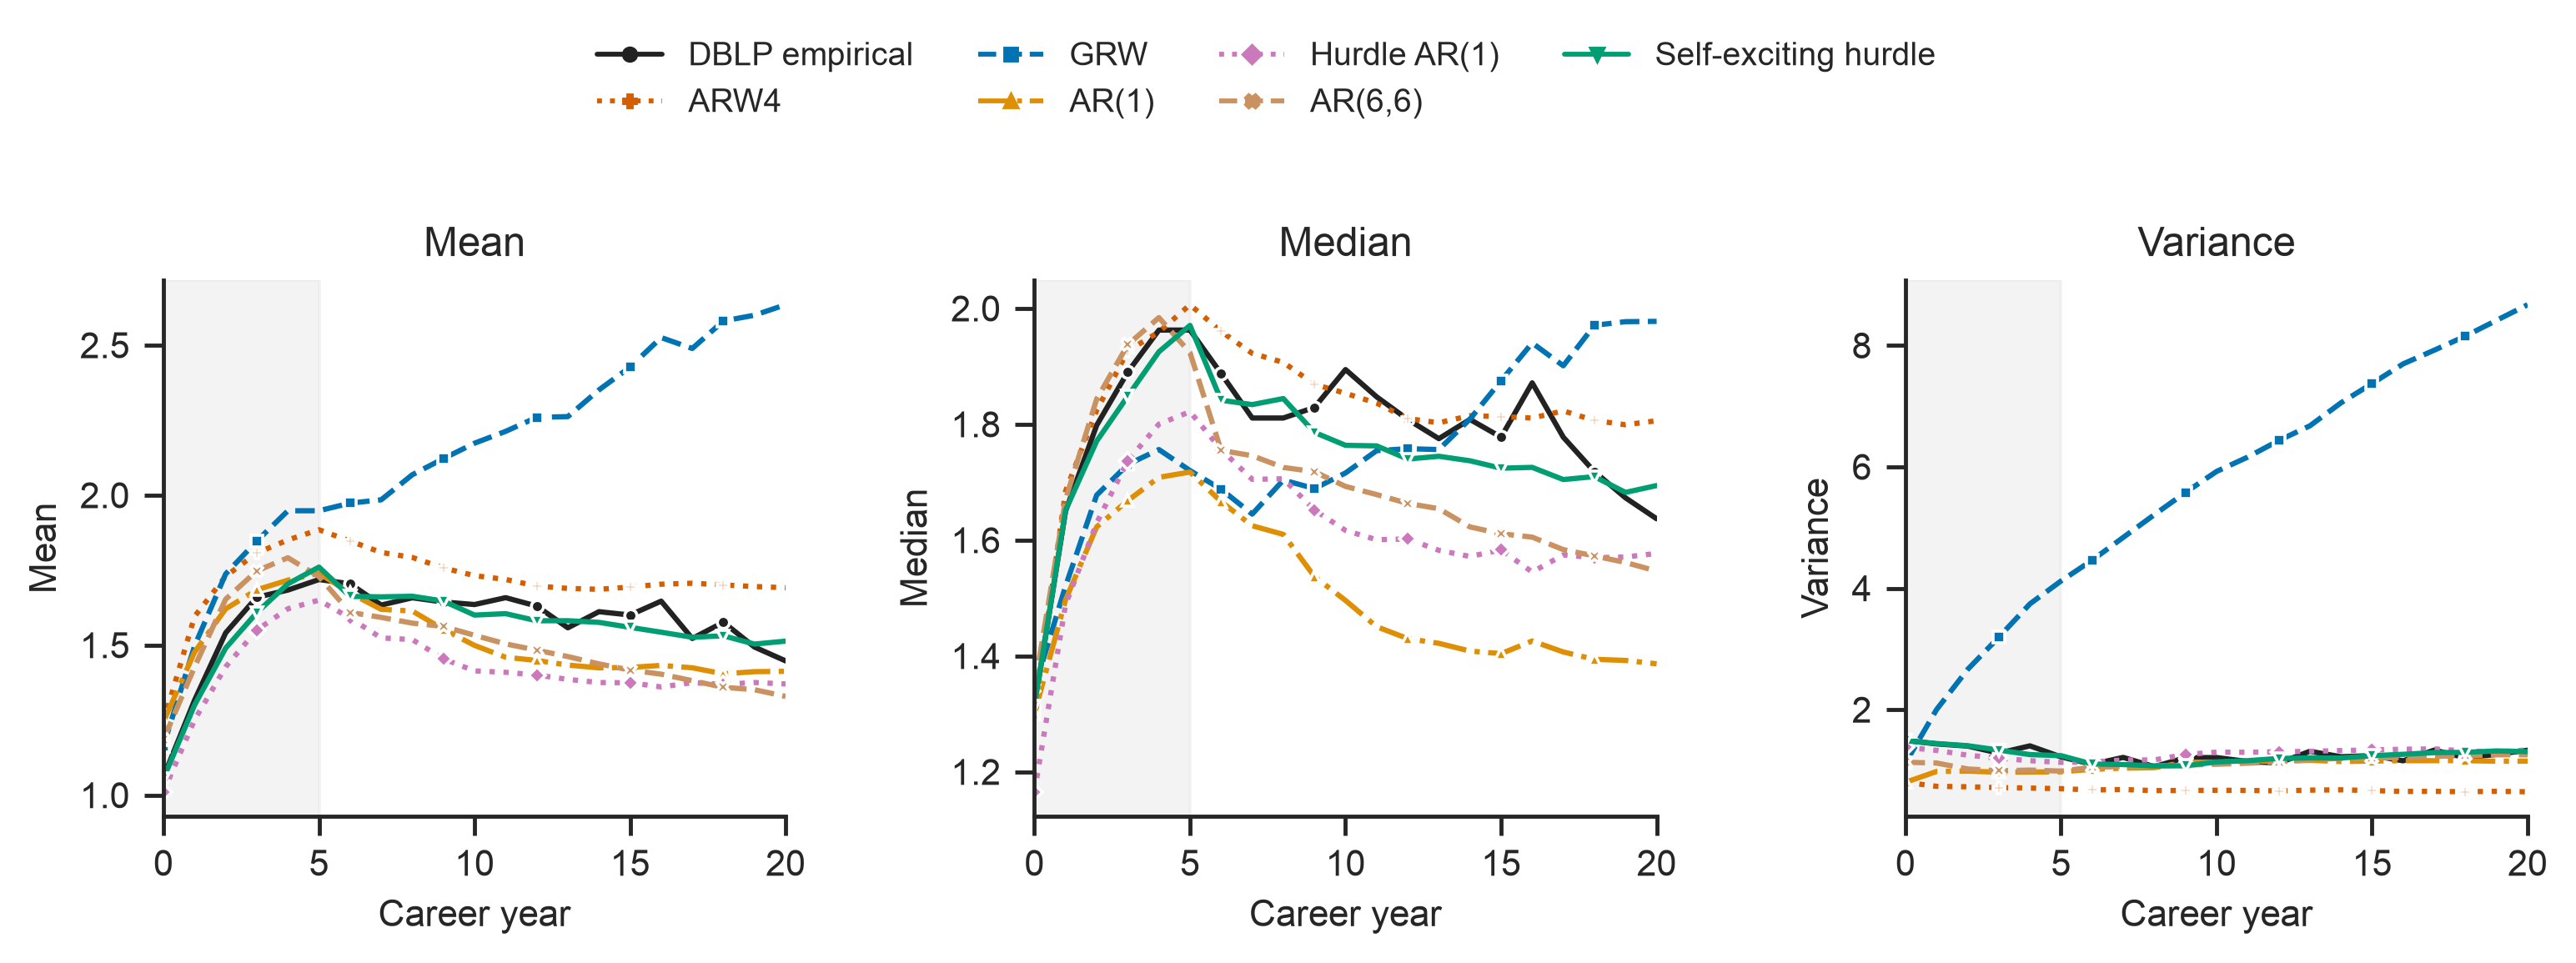 DBLP empirical GRW Hurdle AR(1) Self-exciting hurdle
ARW4 AR(1) AR(6,6)
Mean
Mean
2.5
2.0
1.5
1.0
0 5 10 15 20
Career year
Median
Median
2.0
1.8
1.6
1.4
1.2
0 5 10 15 20
Career year
Variance
Variance
8
6
4
2
0 5 10 15 20
Career year